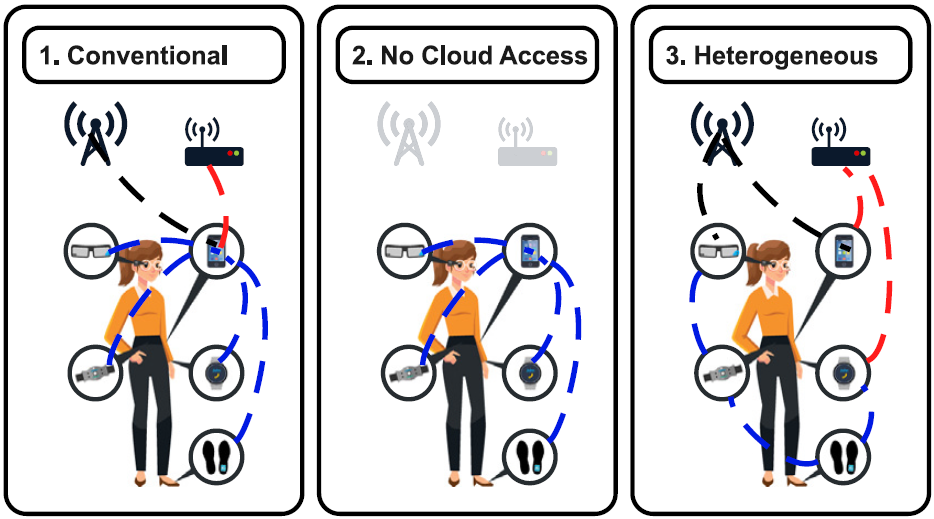 1. Conventional
2. No Cloud Access
3. Heterogeneous